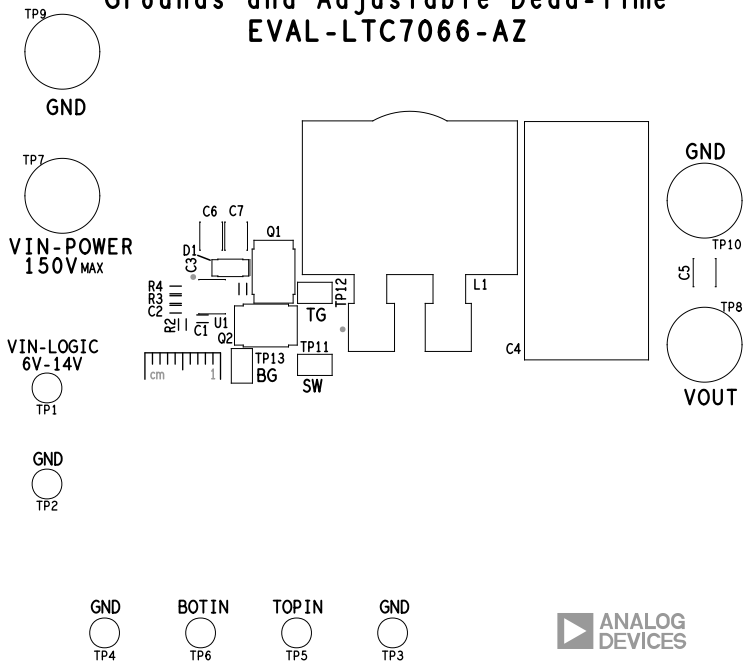 Grounds and Adjustable Dead-Time
EVAL-LTC7066-AZ
TP9
GND
TP7
VIN-POWER
150V MAX
C6 C7
Q1
D1
C3
R4
R3
C2
R2
C1
U1
Q2
TP12
TG
TP13
BG
TP11
SW
cm 1
L1
C4
GND
TP10
C5
TP8
VOUT
VIN-LOGIC
6V-14V
TP1
GND
TP2
GND
TP4
BOTIN
TP6
TOPIN
TP5
GND
TP3
ANALOG
DEVICES